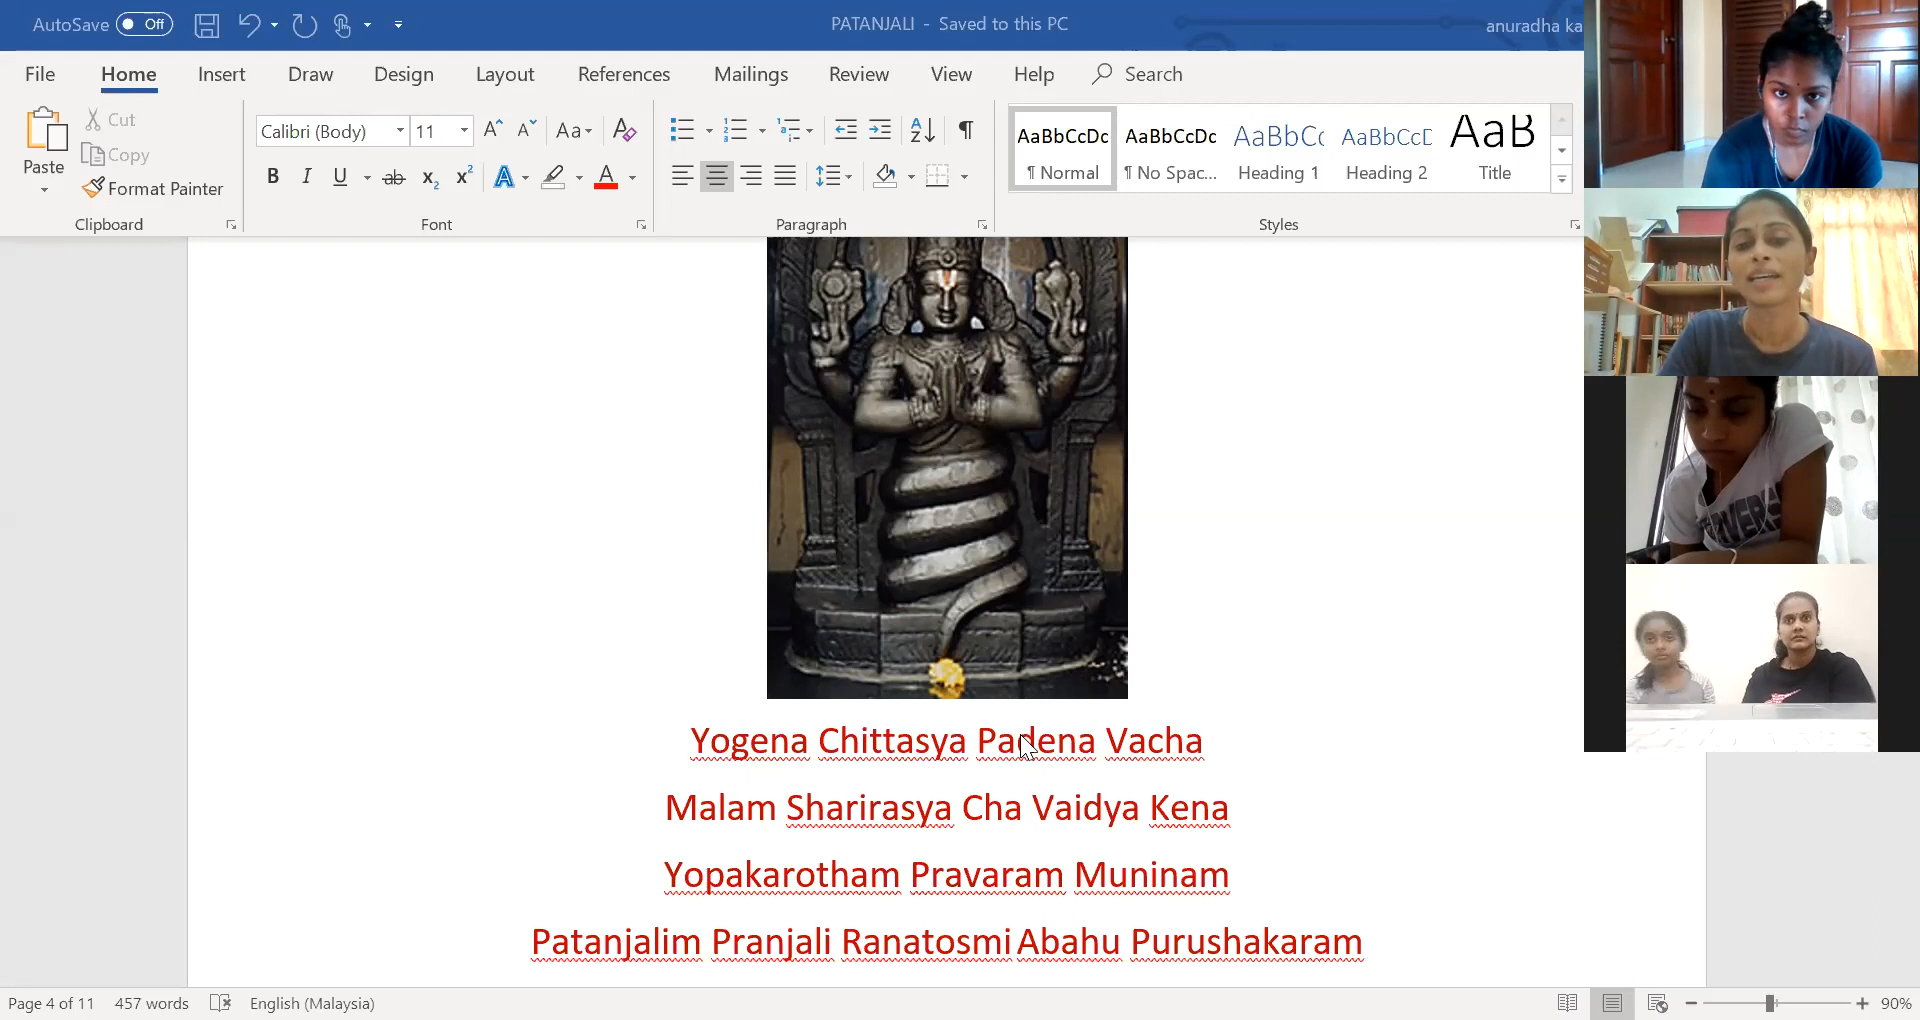 AutoSave Off PATANJALI - Saved to this PC anuradha ka
File Home Insert Draw Design Layout References Mailings Review View Help Search
Paste Cut Copy Format Painter
Calibri (Body) 11 Aa
AaBbCcDc AaBbCcDc AaBbCc AaBbCcD AaB
¶ Normal ¶ No Spac... Heading 1 Heading 2 Title
Clipboard Font Paragraph Styles
Yogena Chittasya Padena Vacha
Malam Sharirasya Cha Vaidya Kena
Yopakarotham Pravaram Muninam
Patanjalim Pranjali Ranatosmi Abahu Purushakaram
Page 4 of 11 457 words English (Malaysia) 90%